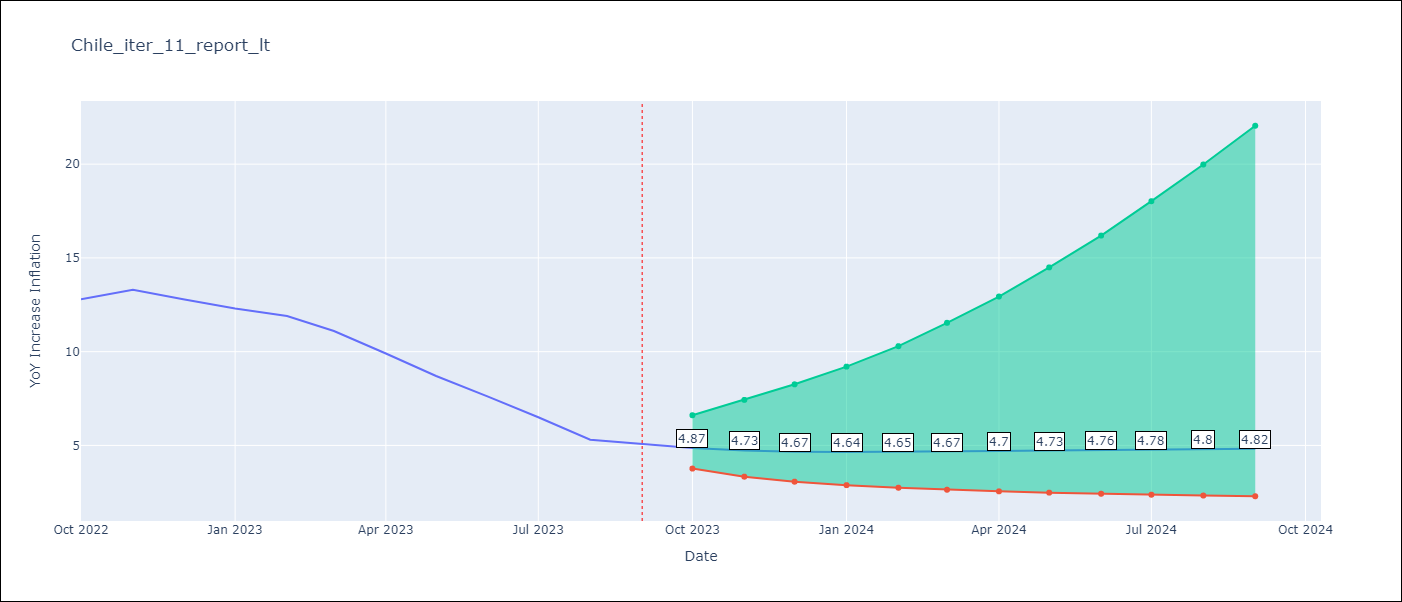 Chile_iter_11_report_lt
YoY Increase Inflation
20
15
10
5
4.87
4.73
4.67
4.64
4.65
4.67
4.7
4.73
4.76
4.78
4.8
4.82
Oct 2022
Jan 2023
Apr 2023
Jul 2023
Oct 2023
Jan 2024
Apr 2024
Jul 2024
Oct 2024
Date